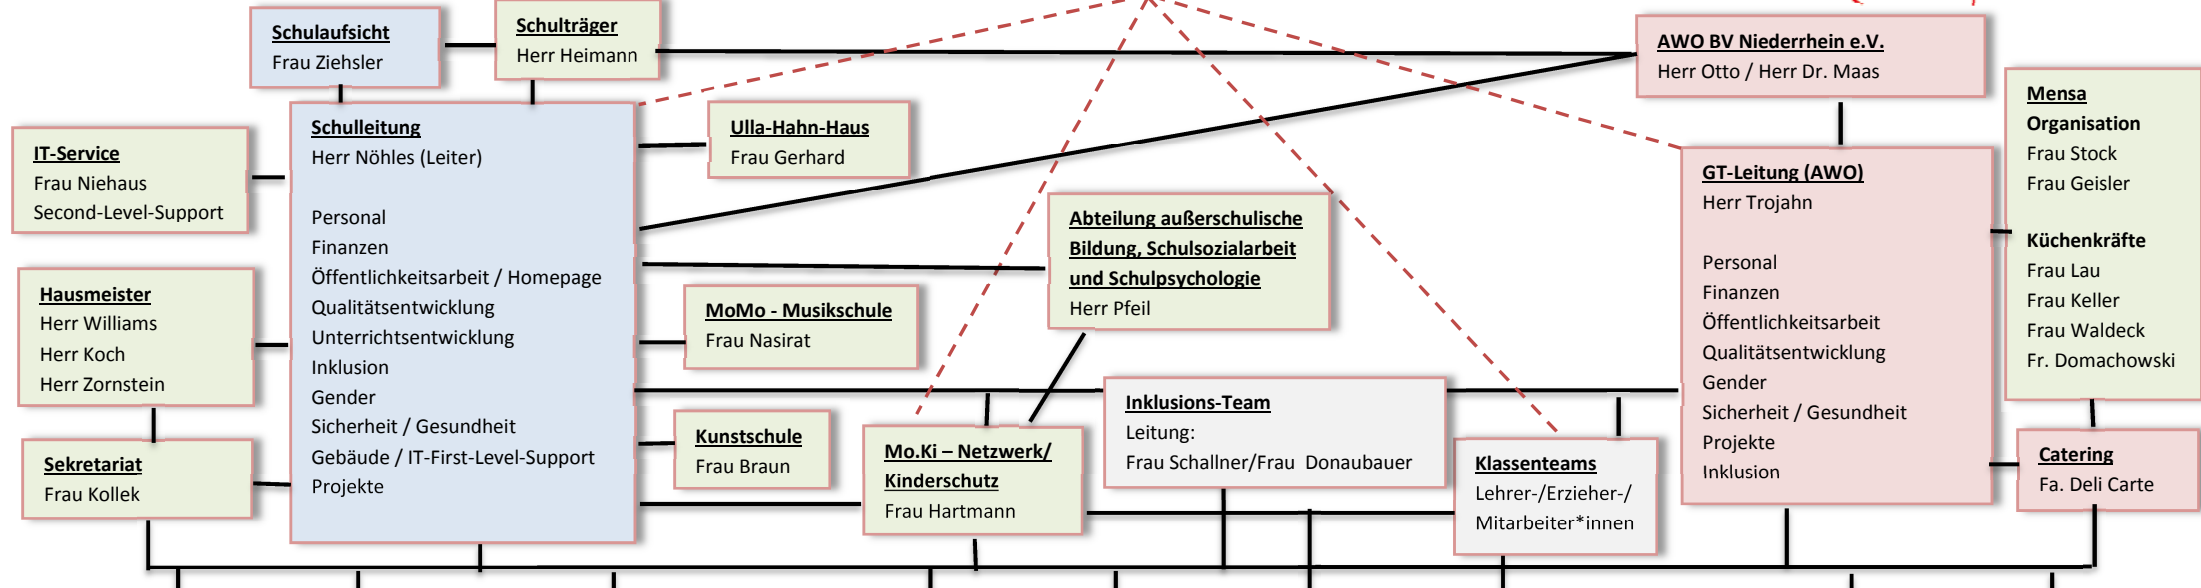 Schulaufsicht
Frau Ziehsler
Schulträger
Herr Heimann
AWO BV Niederrhein e.V.
Herr Otto / Herr Dr. Maas
Mensa
Organisation
Frau Stock
Frau Geisler
Küchenkräfte
Frau Lau
Frau Keller
Frau Waldeck
Fr. Domachowski
IT-Service
Frau Niehaus
Second-Level-Support
Schulleitung
Herr Nöhles (Leiter)
Personal
Finanzen
Öffentlichkeitsarbeit / Homepage
Qualitätsentwicklung
Unterrichtsentwicklung
Inklusion
Gender
Sicherheit / Gesundheit
Gebäude / IT-First-Level-Support
Projekte
Ulla-Hahn-Haus
Frau Gerhard
Abteilung außerschulische
Bildung, Schulsozialarbeit
und Schulpsychologie
Herr Pfeil
GT-Leitung (AWO)
Herr Trojahn
Personal
Finanzen
Öffentlichkeitsarbeit
Qualitätsentwicklung
Gender
Sicherheit / Gesundheit
Projekte
Inklusion
Hausmeister
Herr Williams
Herr Koch
Herr Zornstein
MoMo - Musikschule
Frau Nasirat
Sekretariat
Frau Kollek
Kunstschule
Frau Braun
Mo.Ki – Netzwerk/
Kinderschutz
Frau Hartmann
Inklusions-Team
Leitung:
Frau Schallner/Frau  Donaubauer
Klassenteams
Lehrer-/Erzieher-/
Mitarbeiter*innen
Catering
Fa. Deli Carte